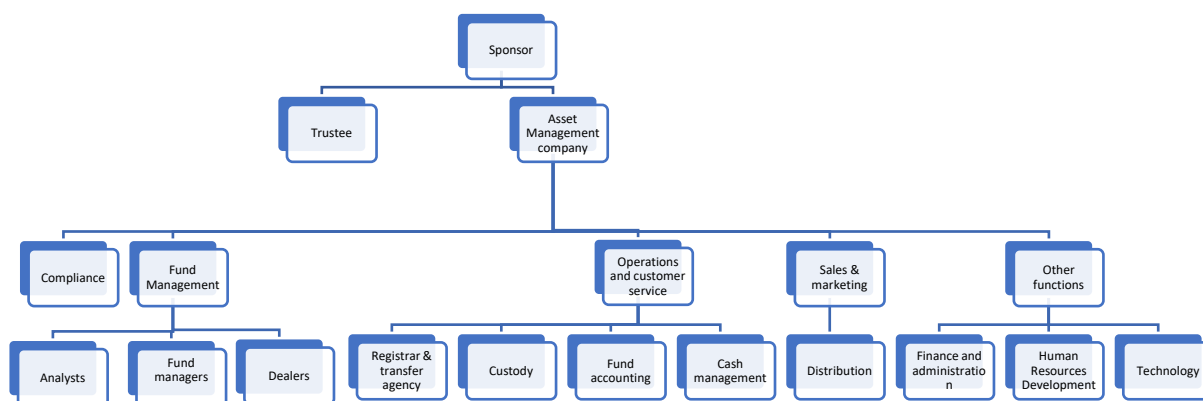 Sponsor
Trustee
Asset
Management
company
Compliance
Fund
Management
Operations
and customer
service
Sales &
marketing
Other
functions
Analysts
Fund
managers
Dealers
Registrar &
transfer
agency
Custody
Fund
accounting
Cash
management
Distribution
Finance and
administratio
n
Human
Resources
Development
Technology